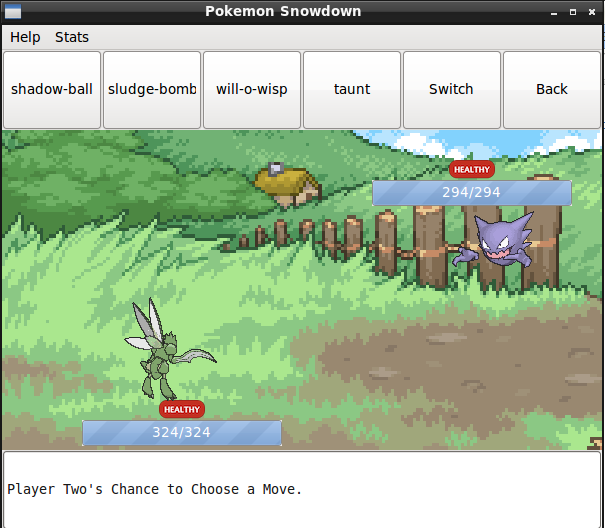 Pokemon Snowdown
Help Stats
shadow-ball sludge-bomb will-o-wisp taunt Switch Back
HEALTHY
294/294
HEALTHY
324/324
Player Two's Chance to Choose a Move.